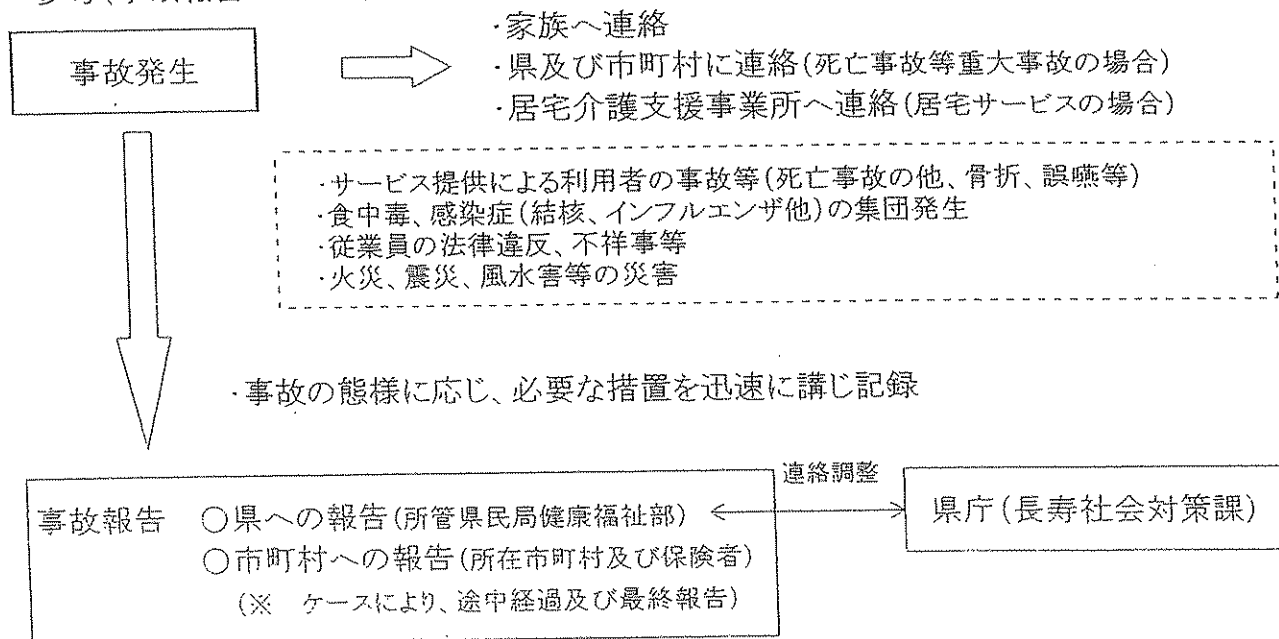 事故発生
・家族へ連絡
・県及び市町村に連絡(死亡事故等重大事故の場合)
・居宅介護支援事業所へ連絡(居宅サービスの場合)
・サービス提供による利用者の事故等(死亡事故の他、骨折、誤嚥等)
・食中毒、感染症(結核、インフルエンザ他)の集団発生
・従業員の法律違反、不祥事等
・火災、震災、風水害等の災害
・事故の態様に応じ、必要な措置を迅速に講じ記録
事故報告 ○県への報告(所管県民局健康福祉部)
連絡調整
県庁(長寿社会対策課)
○市町村への報告(所在市町村及び保険者)
(※ ケースにより、途中経過及び最終報告)